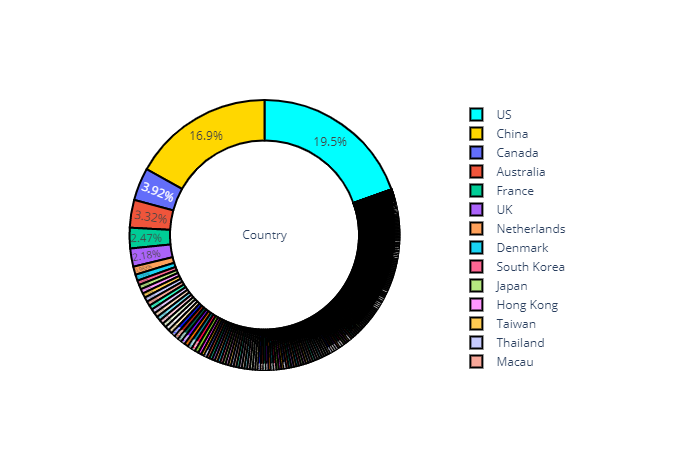 19.5%
16.9%
3.92%
3.32%
2.47%
2.18%
Country
US
China
Canada
Australia
France
UK
Netherlands
Denmark
South Korea
Japan
Hong Kong
Taiwan
Thailand
Macau